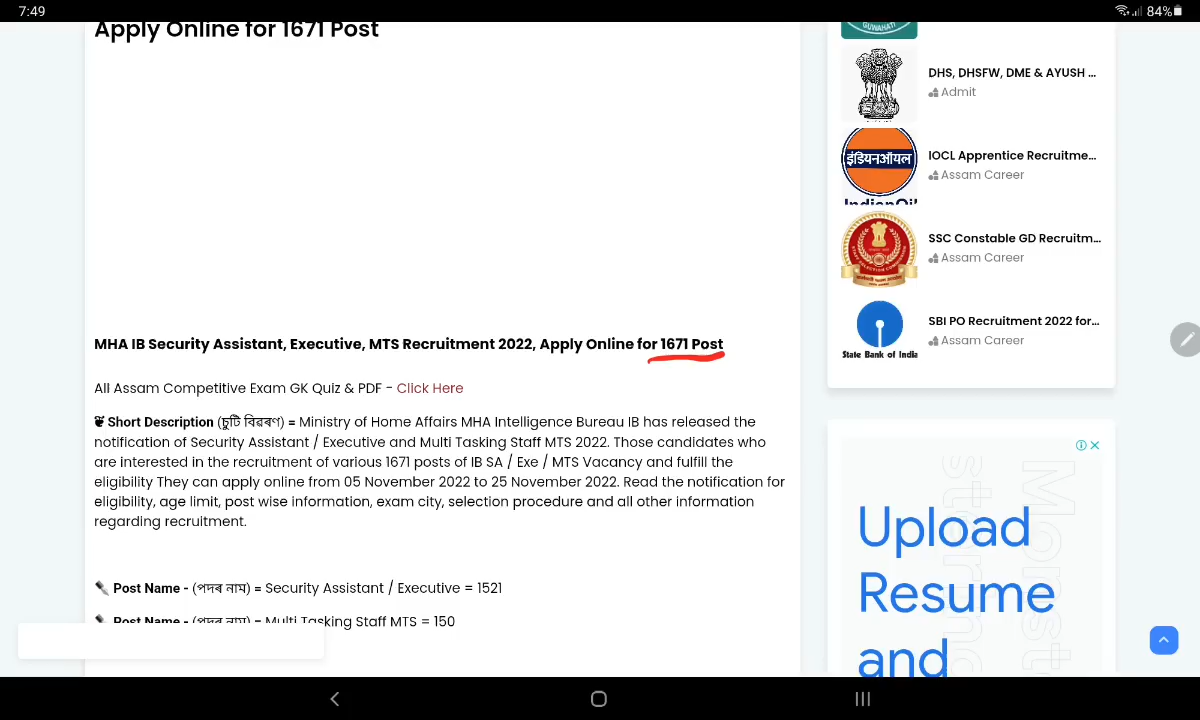 7:49
84%
Apply Online for 1671 Post
MHA IB Security Assistant, Executive, MTS Recruitment 2022, Apply Online for 1671 Post
All Assam Competitive Exam GK Quiz & PDF - Click Here
❦ Short Description (চুটি বিৱৰণ) = Ministry of Home Affairs MHA Intelligence Bureau IB has released the
notification of Security Assistant / Executive and Multi Tasking Staff MTS 2022. Those candidates who
are interested in the recruitment of various 1671 posts of IB SA / Exe / MTS Vacancy and fulfill the
eligibility They can apply online from 05 November 2022 to 25 November 2022. Read the notification for
eligibility, age limit, post wise information, exam city, selection procedure and all other information
regarding recruitment.
✎ Post Name - (পদৰ নাম) = Security Assistant / Executive = 1521
✎ Post Name - (পদৰ নাম) = Multi Tasking Staff MTS = 150
GUWAHATI
DHS, DHSFW, DME & AYUSH ...
Admit
इंडियनऑयल
IndianOil
IOCL Apprentice Recruitme...
Assam Career
SSC Constable GD Recruitm...
Assam Career
State Bank of India
SBI PO Recruitment 2022 for...
Assam Career
Upload
Resume
and